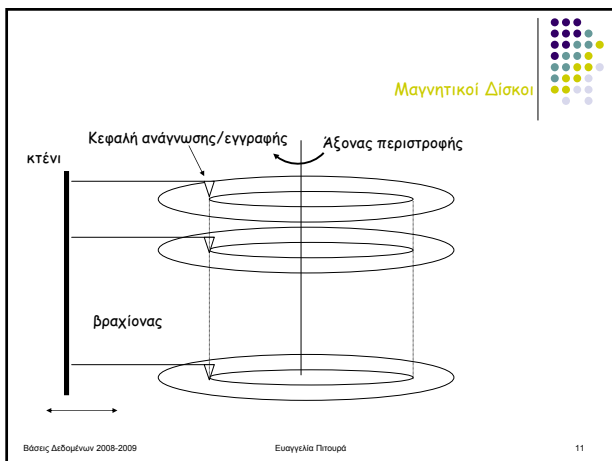 Μαγνητικοί Δίσκοι
Κεφαλή ανάγνωσης/εγγραφής
Άξονας περιστροφής
κτένι
βραχίονας
Βάσεις Δεδομένων 2008-2009
Ευαγγελία Πιτουρά
11